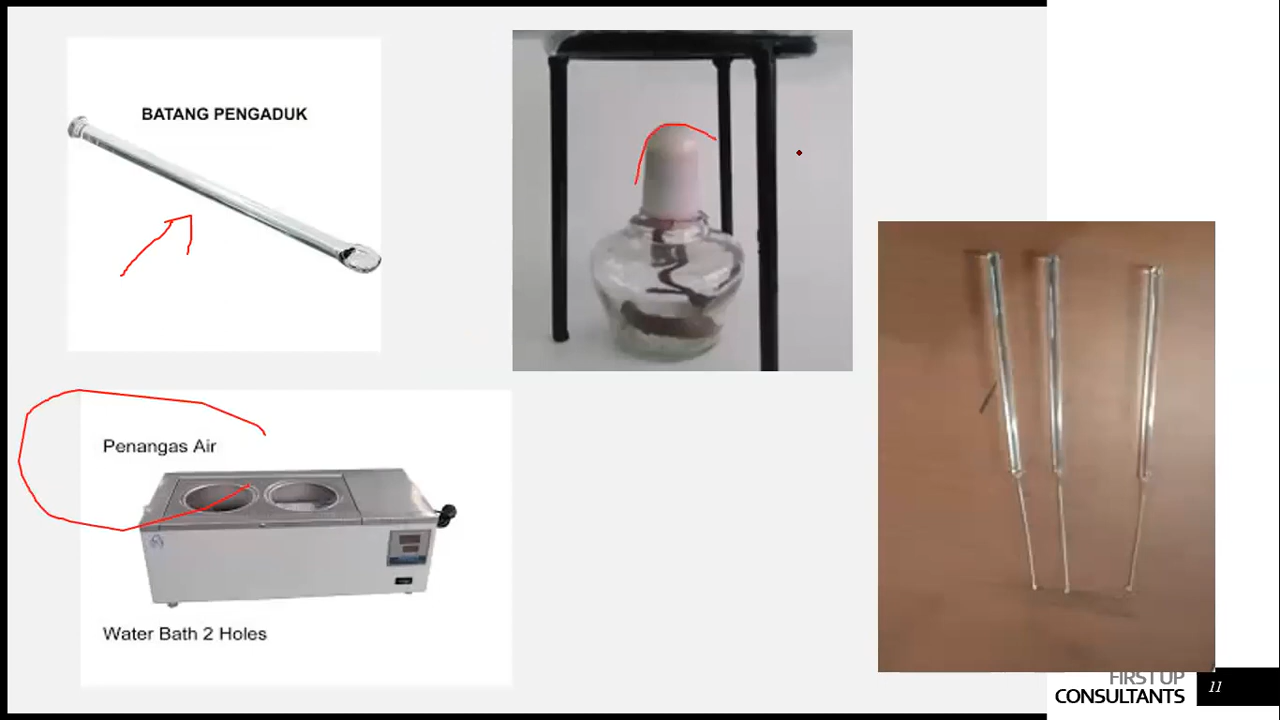 BATANG PENGADUK
Penangas Air
Water Bath 2 Holes
FIRST UP
CONSULTANTS
11